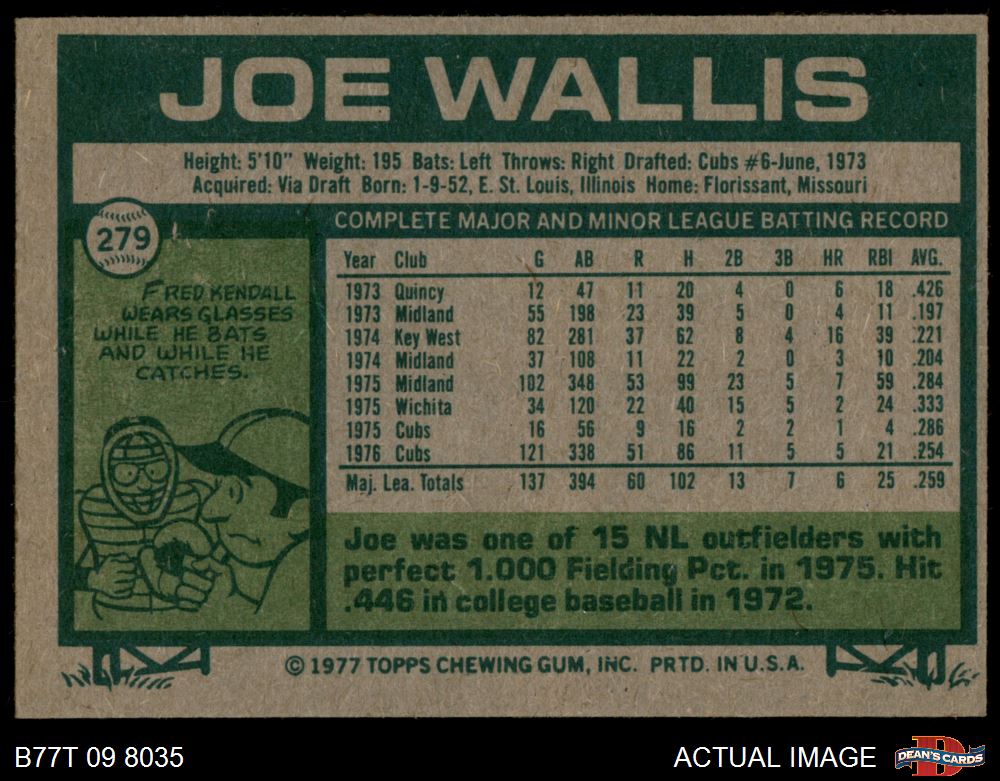 JOE WALLIS
Height: 5'10" Weight: 195 Bats: Left Throws: Right Drafted: Cubs #6-June, 1973
Acquired: Via Draft Born: 1-9-52, E. St. Louis, Illinois Home: Florissant, Missouri
279
FRED KENDALL
WEARS GLASSES
WHILE HE BATS
AND WHILE HE
CATCHES.
COMPLETE MAJOR AND MINOR LEAGUE BATTING RECORD
Year Club G AB R H 2B 3B HR RBI AVG.
1973 Quincy 12 47 11 20 4 0 6 18 .426
1973 Midland 55 198 23 39 5 0 4 11 .197
1974 Key West 82 281 37 62 8 4 16 39 .221
1974 Midland 37 108 11 22 2 0 3 10 .204
1975 Midland 102 348 53 99 23 5 7 59 .284
1975 Wichita 34 120 22 40 15 5 2 24 .333
1975 Cubs 16 56 9 16 2 2 1 4 .286
1976 Cubs 121 338 51 86 11 5 5 21 .254
Maj. Lea. Totals 137 394 60 102 13 7 6 25 .259
Joe was one of 15 NL outfielders with
perfect 1.000 Fielding Pct. in 1975. Hit
.446 in college baseball in 1972.
© 1977 TOPPS CHEWING GUM, INC. PRTD. IN U.S.A.
B77T 09 8035
ACTUAL IMAGE
D
DEAN'S CARDS